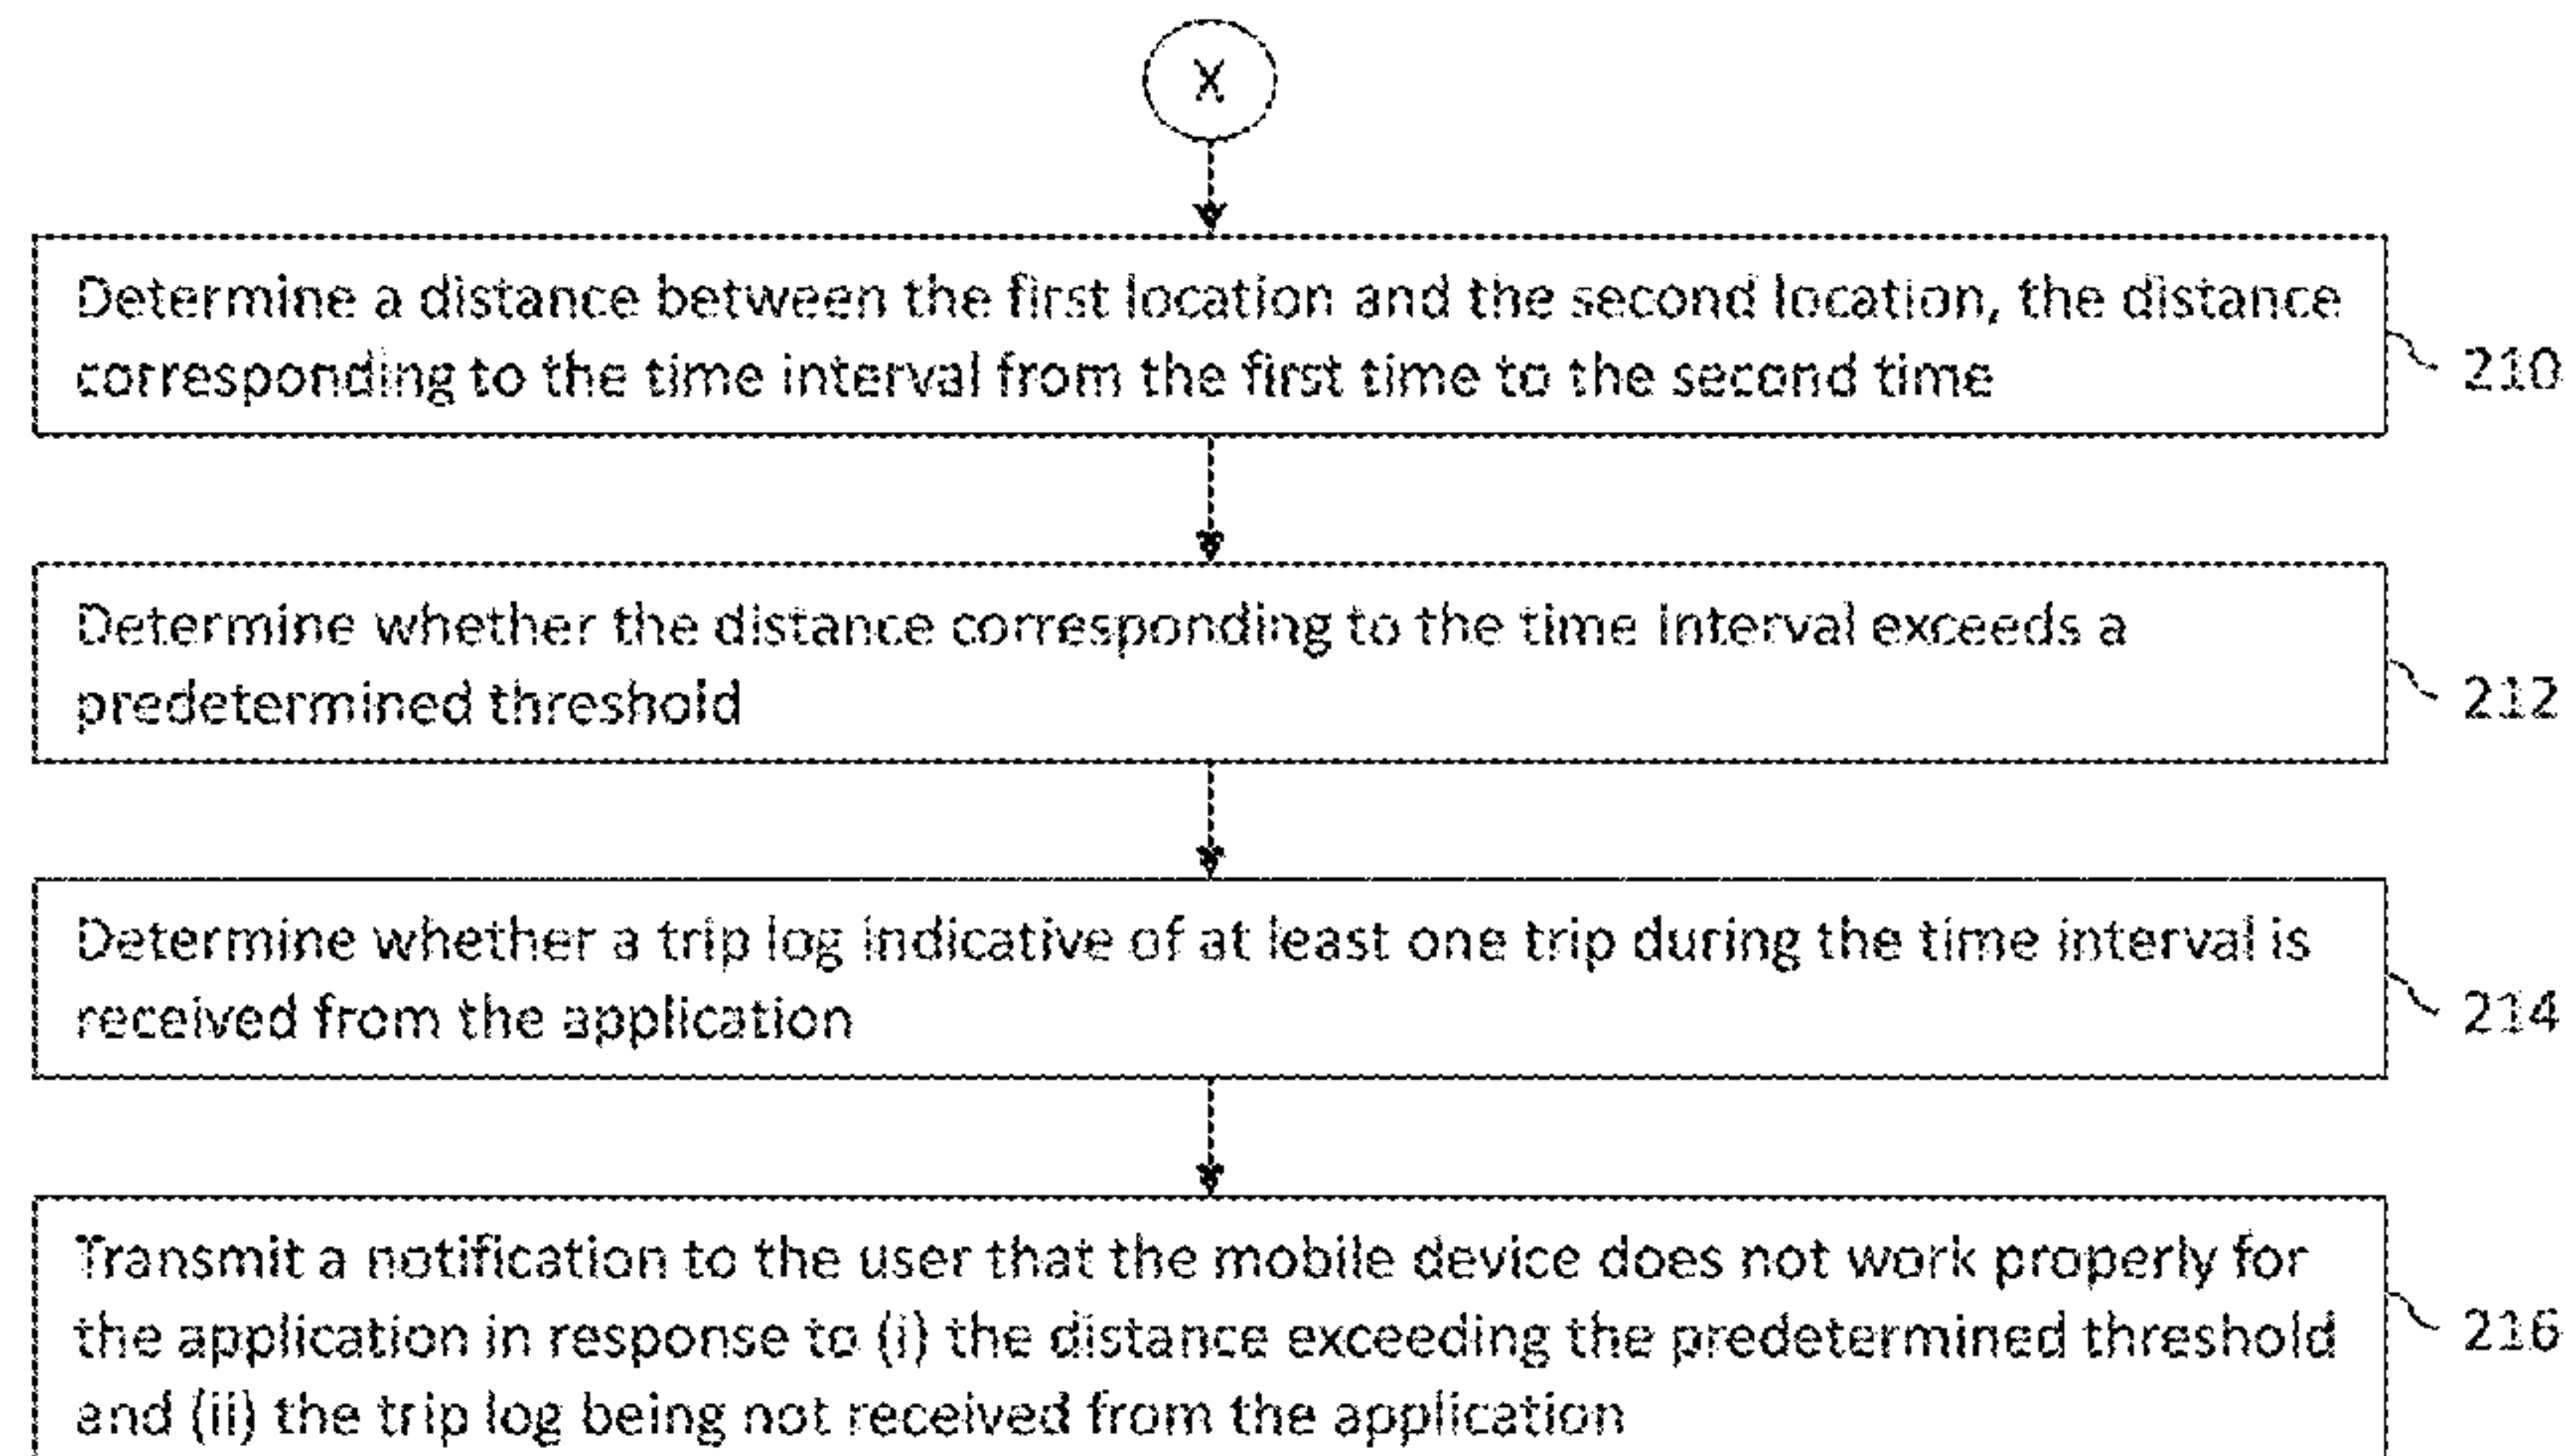 X
Determine a distance between the first location and the second location, the distance
corresponding to the time interval from the first time to the second time
210
Determine whether the distance corresponding to the time interval exceeds a
predetermined threshold
212
Determine whether a trip log indicative of at least one trip during the time interval is
received from the application
214
Transmit a notification to the user that the mobile device does not work properly for
the application in response to (i) the distance exceeding the predetermined threshold
and (ii) the trip log being not received from the application
216